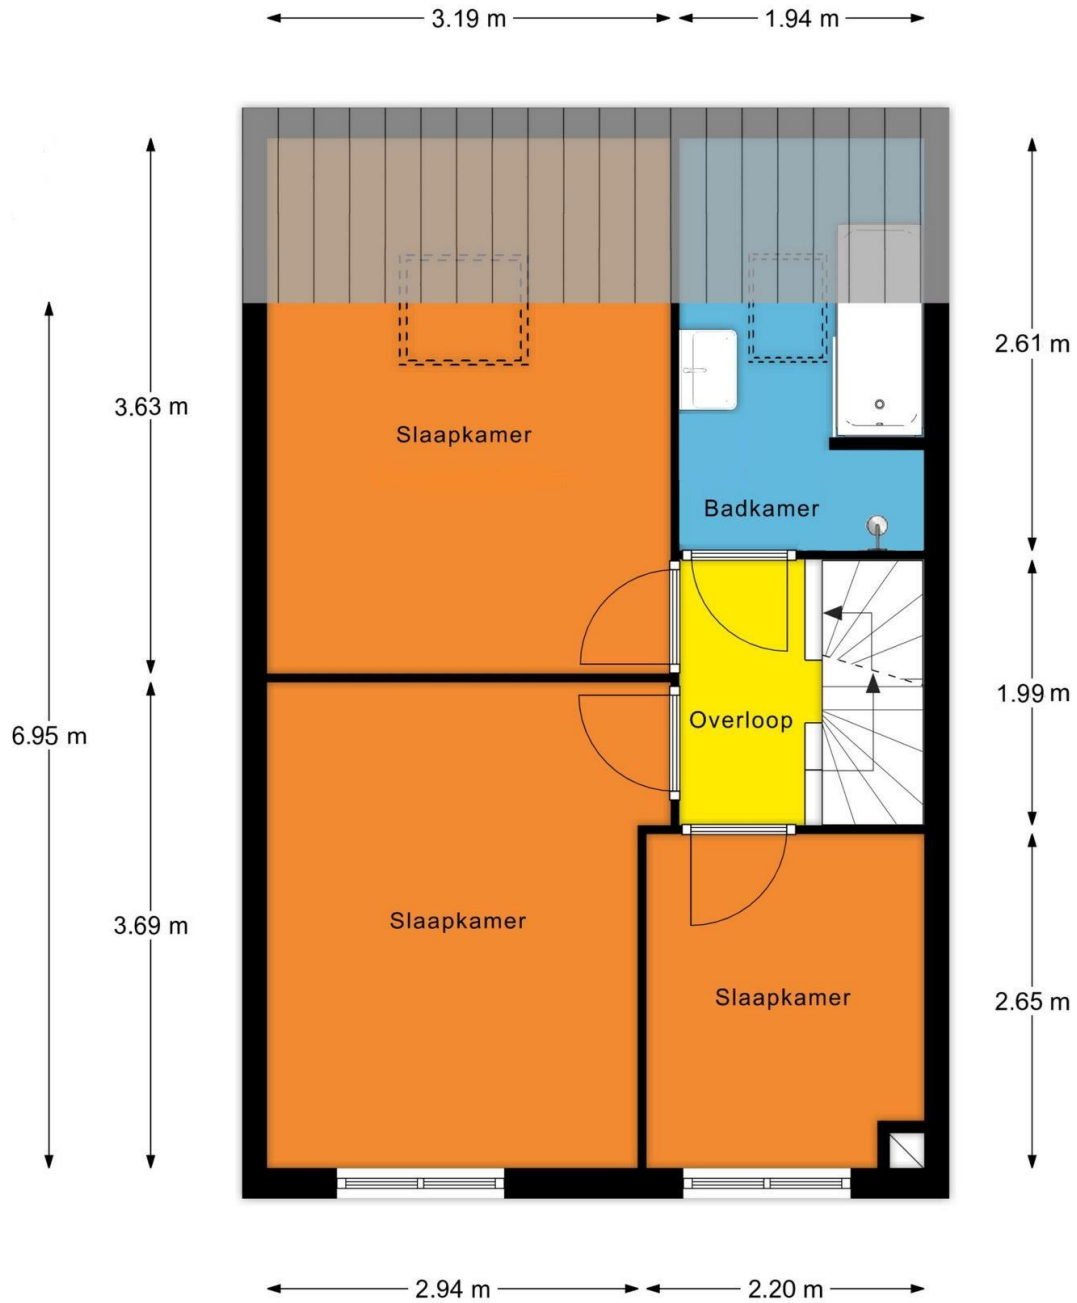 3.19 m
1.94 m
2.61 m
3.63 m
Slaapkamer
Badkamer
1.99 m
Overloop
6.95 m
Slaapkamer
3.69 m
Slaapkamer
2.65 m
2.94 m
2.20 m